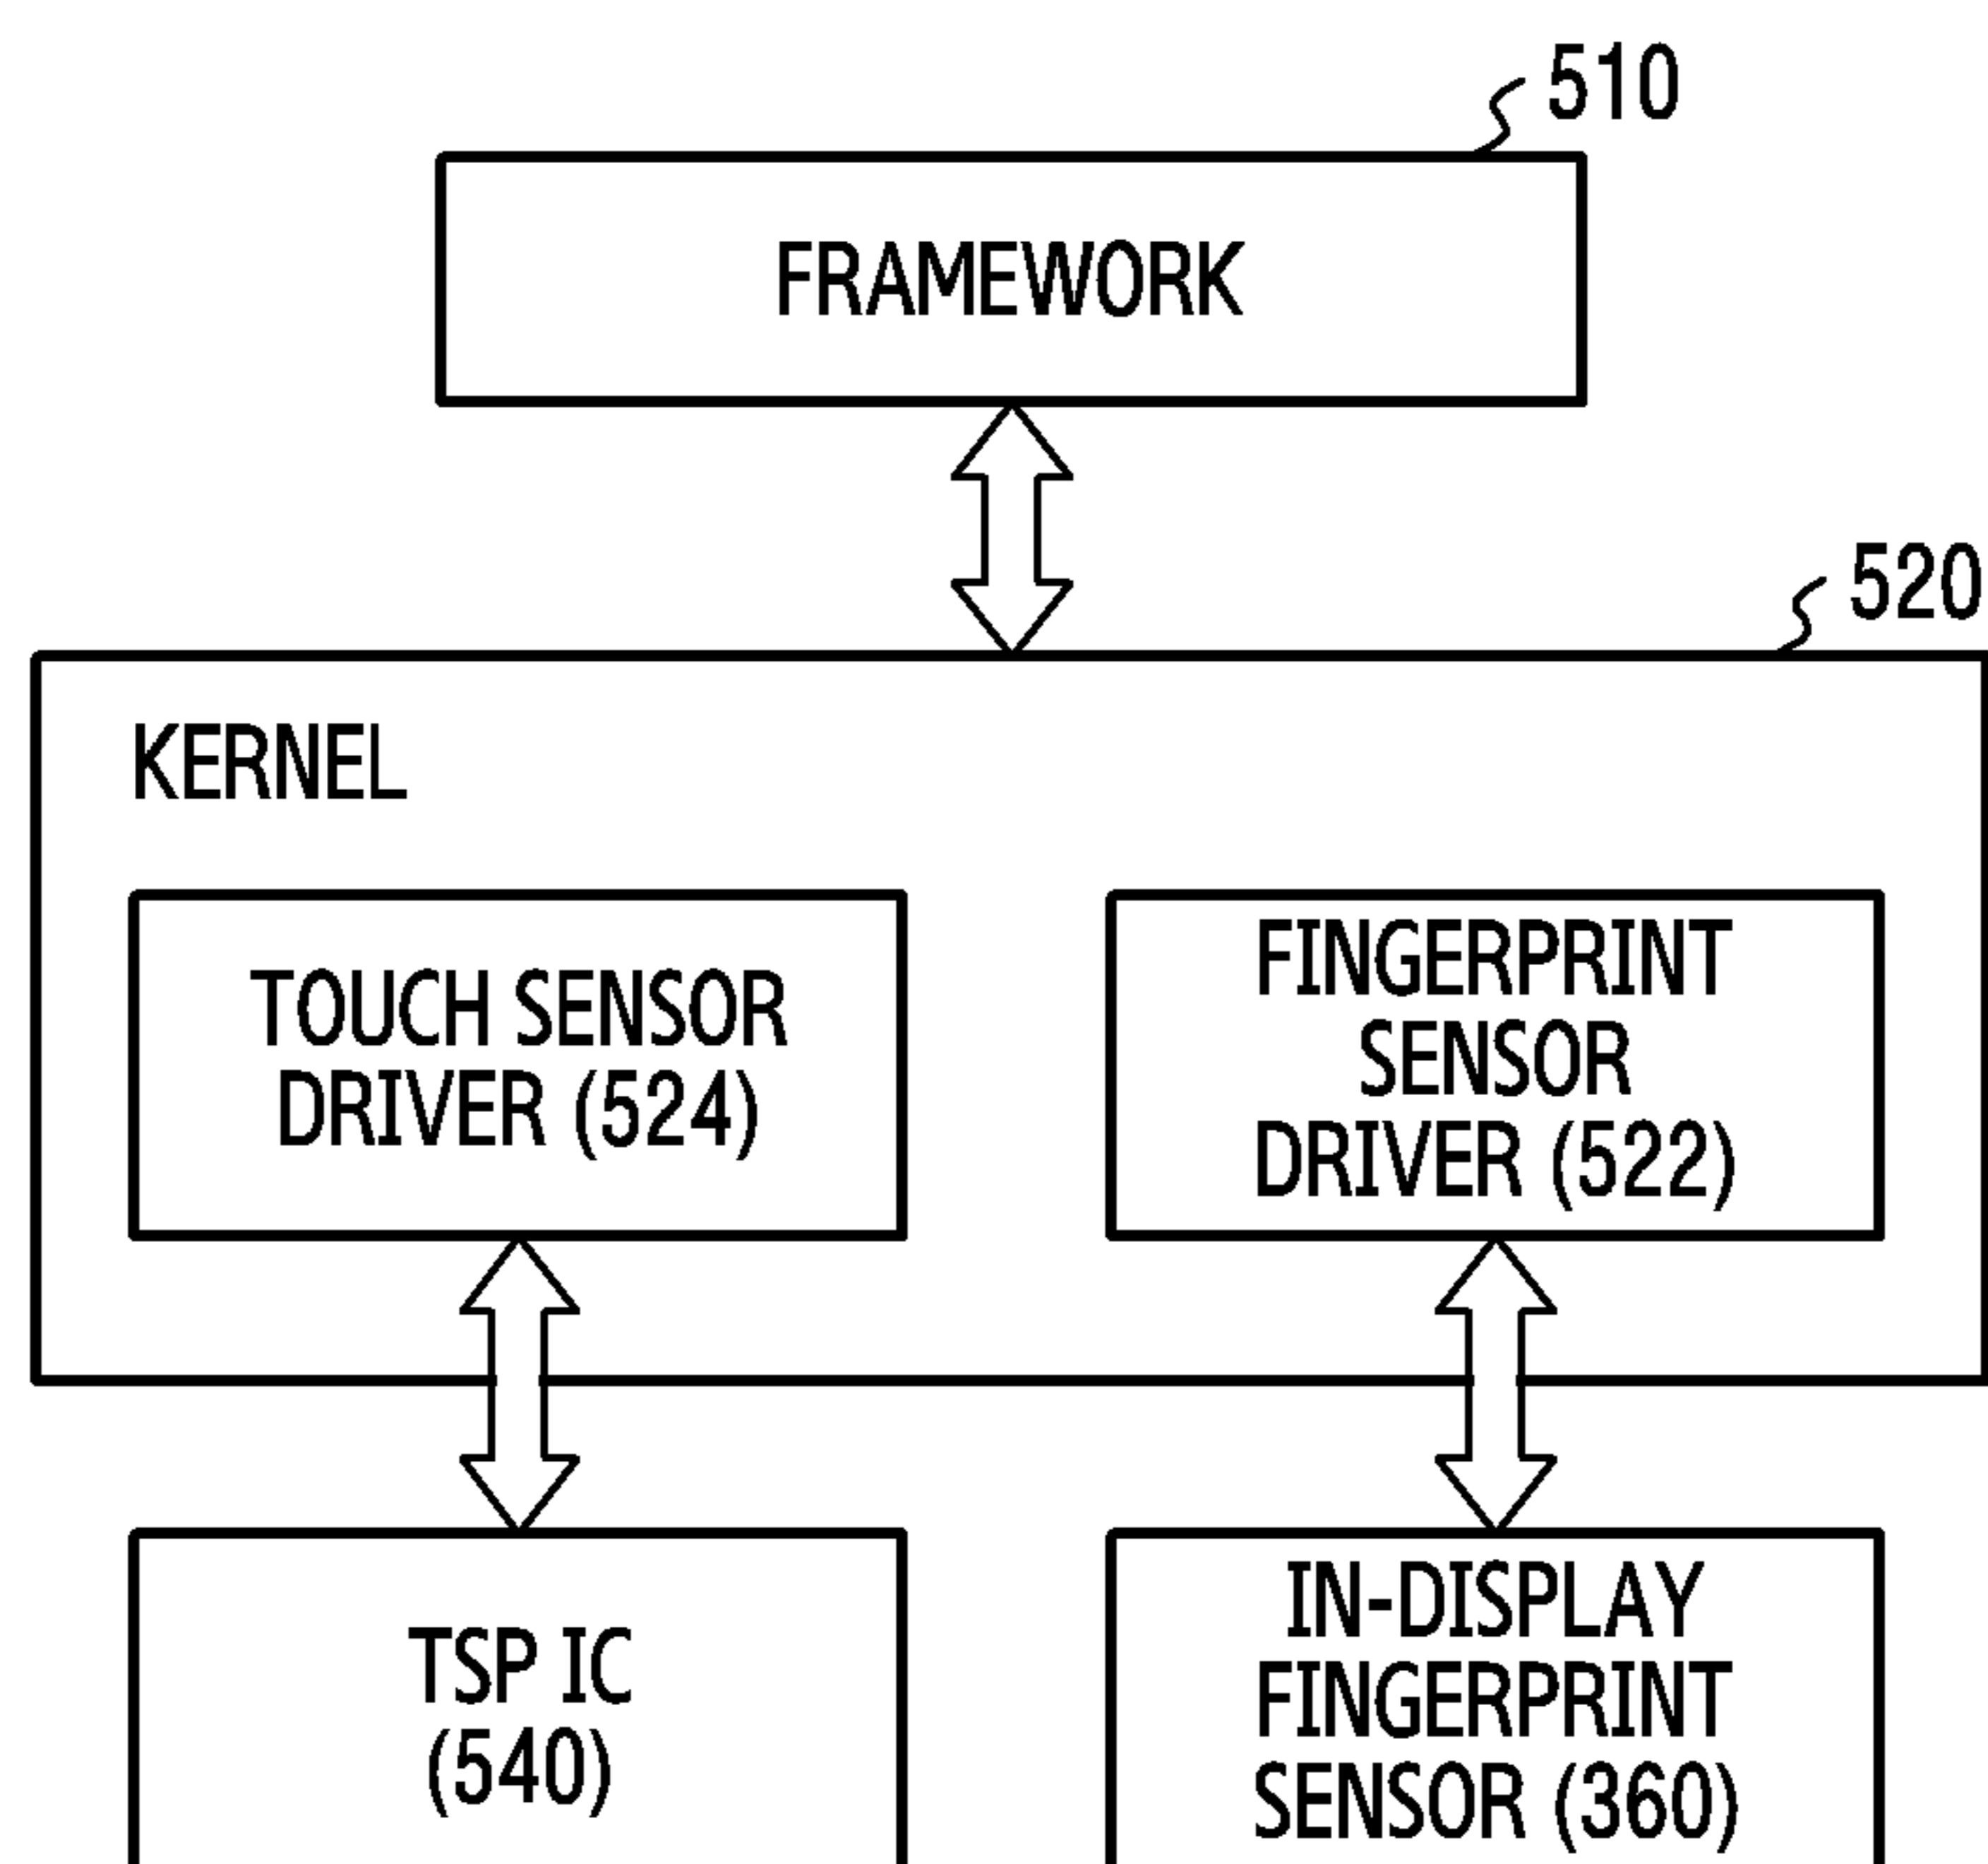 510
FRAMEWORK
520
KERNEL
TOUCH SENSOR
DRIVER (524)
FINGERPRINT
SENSOR
DRIVER (522)
TSP IC
(540)
IN-DISPLAY
FINGERPRINT
SENSOR (360)